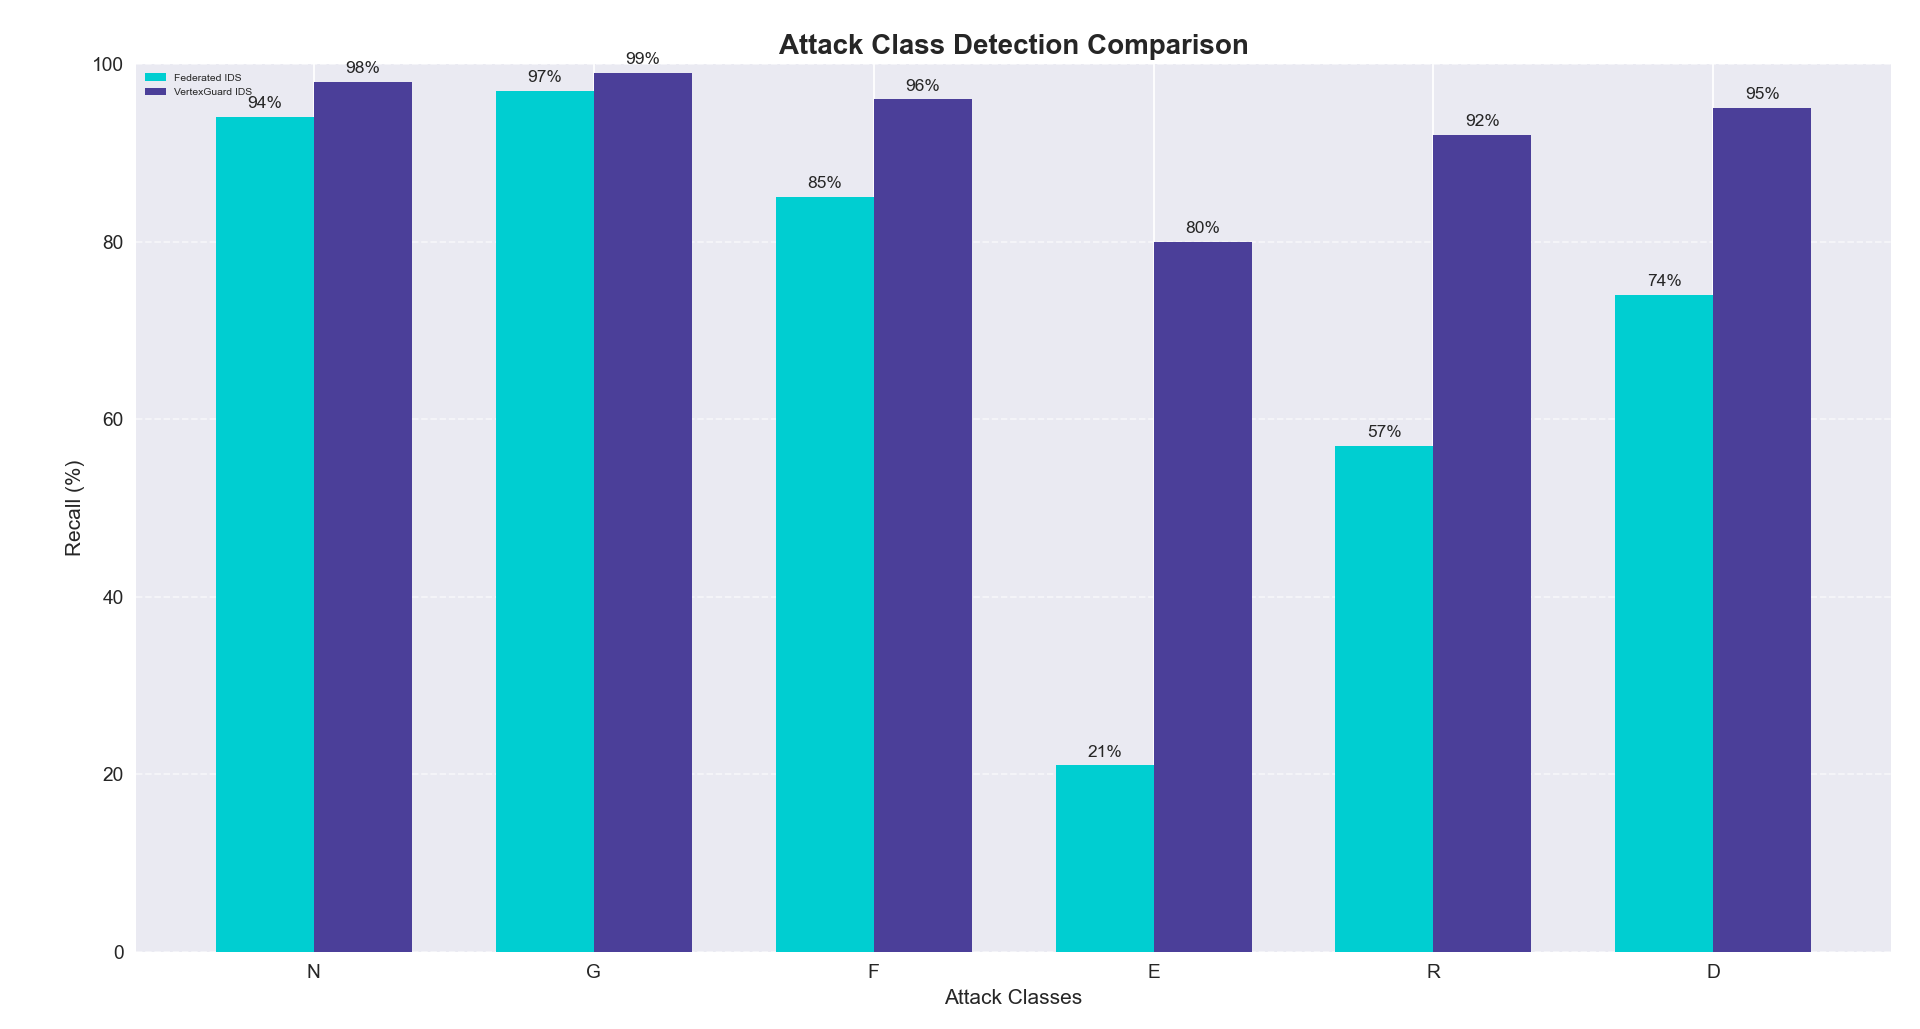 Attack Class Detection Comparison
Federated IDS
VertexGuard IDS
94%
98%
97%
99%
85%
96%
21%
80%
57%
92%
74%
95%
100
80
60
40
20
0
Recall (%)
N
G
F
E
R
D
Attack Classes